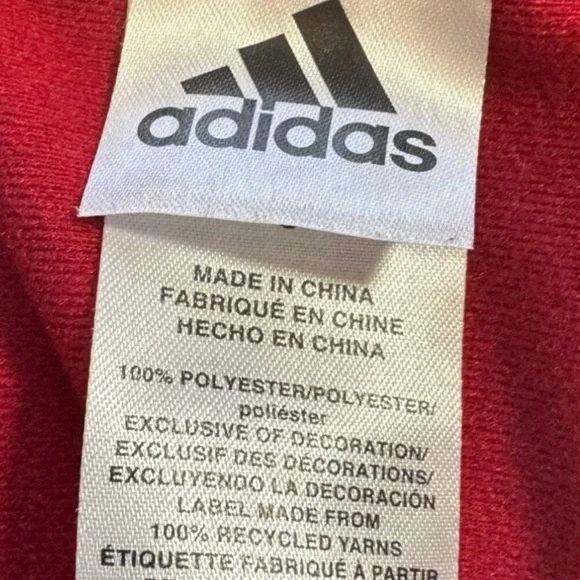 adidas
MADE IN CHINA
FABRIQUÉ EN CHINE
HECHO EN CHINA
100% POLYESTER/POLYESTER/
poliéster
EXCLUSIVE OF DECORATION/
EXCLUSIF DES DÉCORATIONS/
EXCLUYENDO LA DECORACIÓN
LABEL MADE FROM
100% RECYCLED YARNS
ÉTIQUETTE FABRIQUÉ À PARTIR